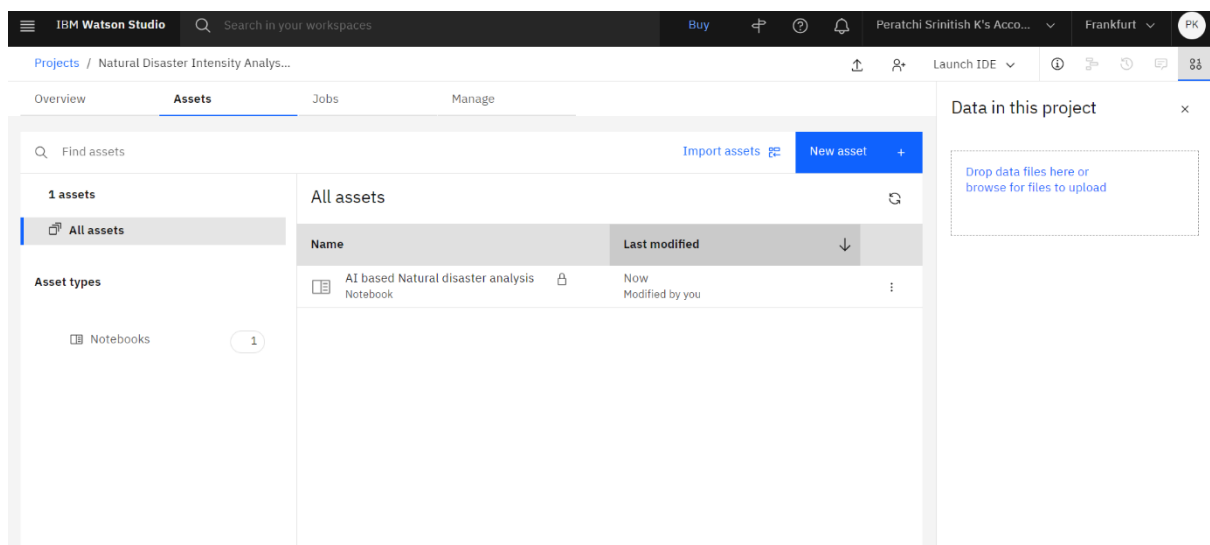 IBM Watson Studio
Search in your workspaces
Buy
Peratchi Srinitish K's Acco...
Frankfurt
PK
Projects / Natural Disaster Intensity Analys...
Launch IDE
Overview
Assets
Jobs
Manage
Data in this project
Find assets
Import assets
New asset +
Drop data files here or
browse for files to upload
1 assets
All assets
All assets
Name
Last modified
Asset types
AI based Natural disaster analysis
Notebook
Now
Modified by you
Notebooks
1